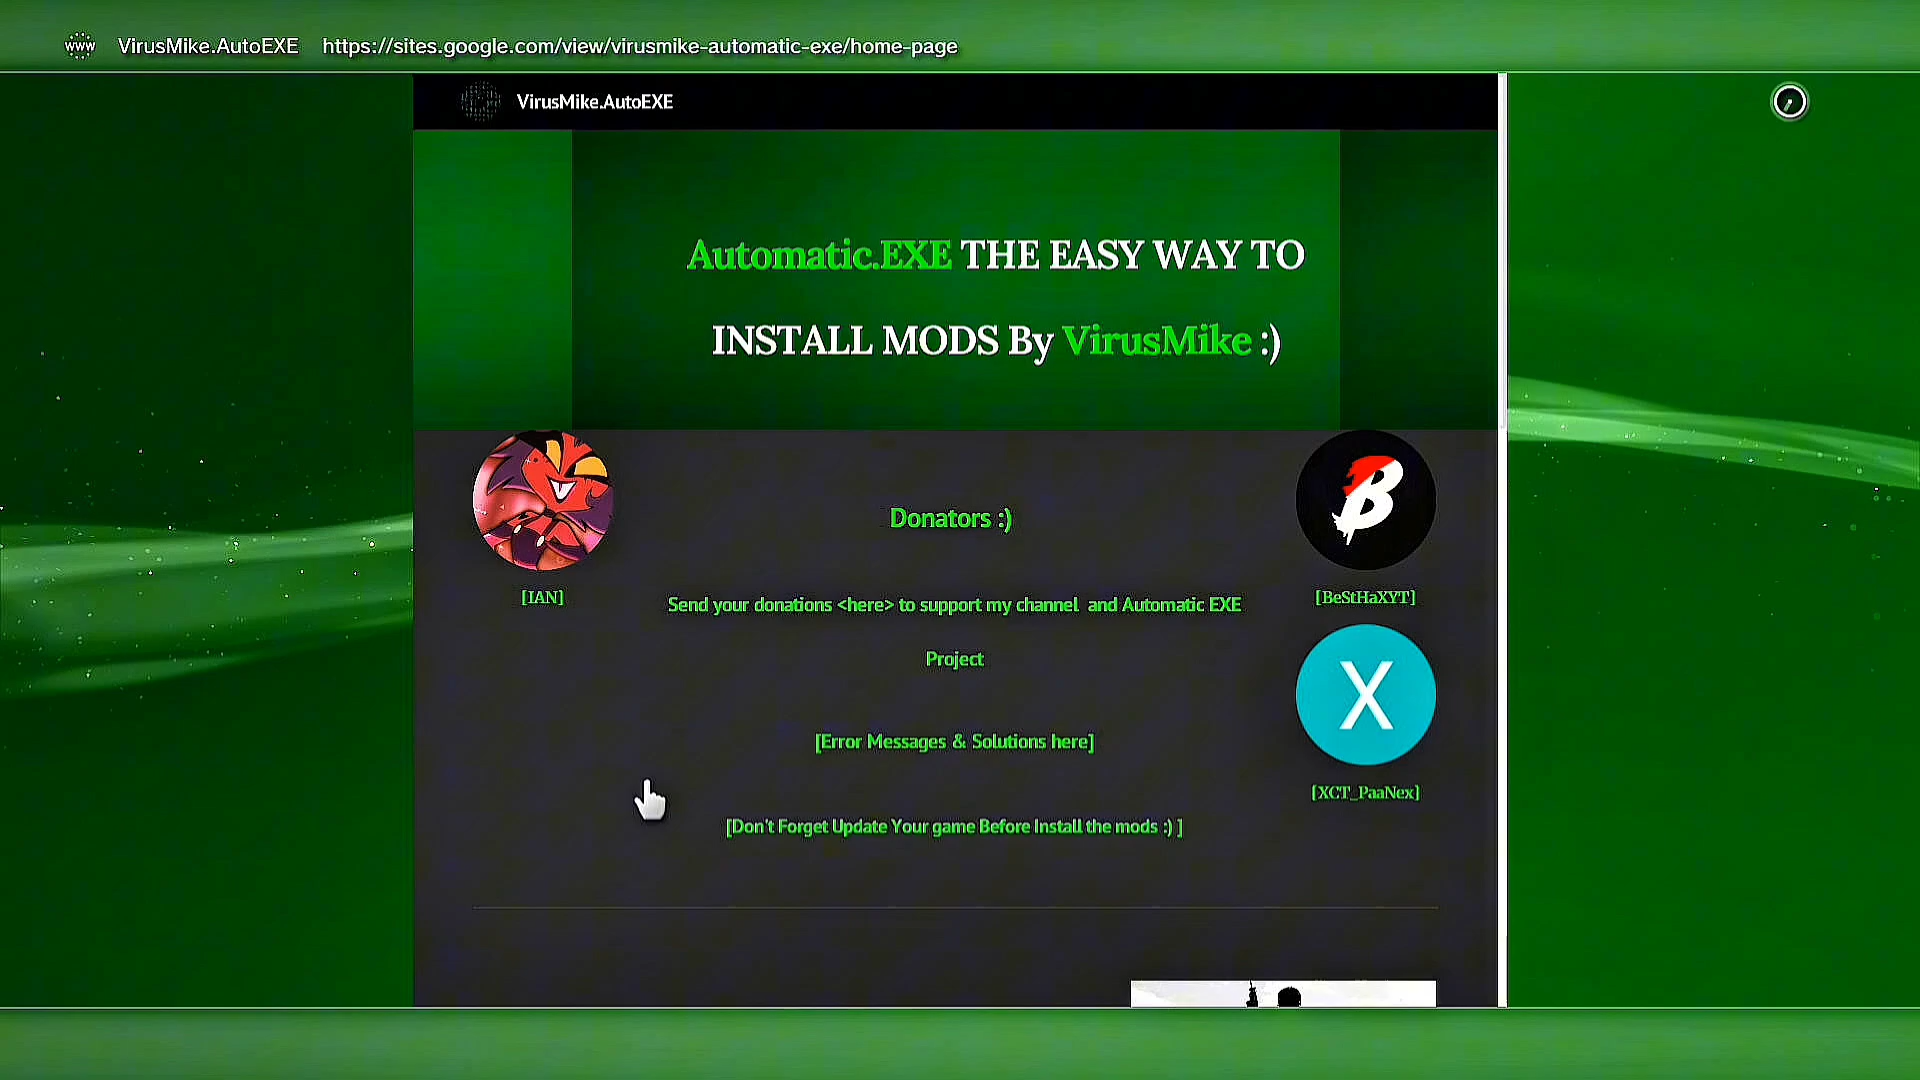 www VirusMike.AutoEXE https://sites.google.com/view/virusmike-automatic-exe/home-page
VirusMike.AutoEXE
Automatic.EXE THE EASY WAY TO
INSTALL MODS By VirusMike :)
Donators :)
B
[IAN]
[BeStHaXYT]
Send your donations <here> to support my channel and Automatic EXE
Project
X
[Error Messages & Solutions here]
[XCT_PaaNex]
[Don't Forget Update Your game Before Install the mods :) ]